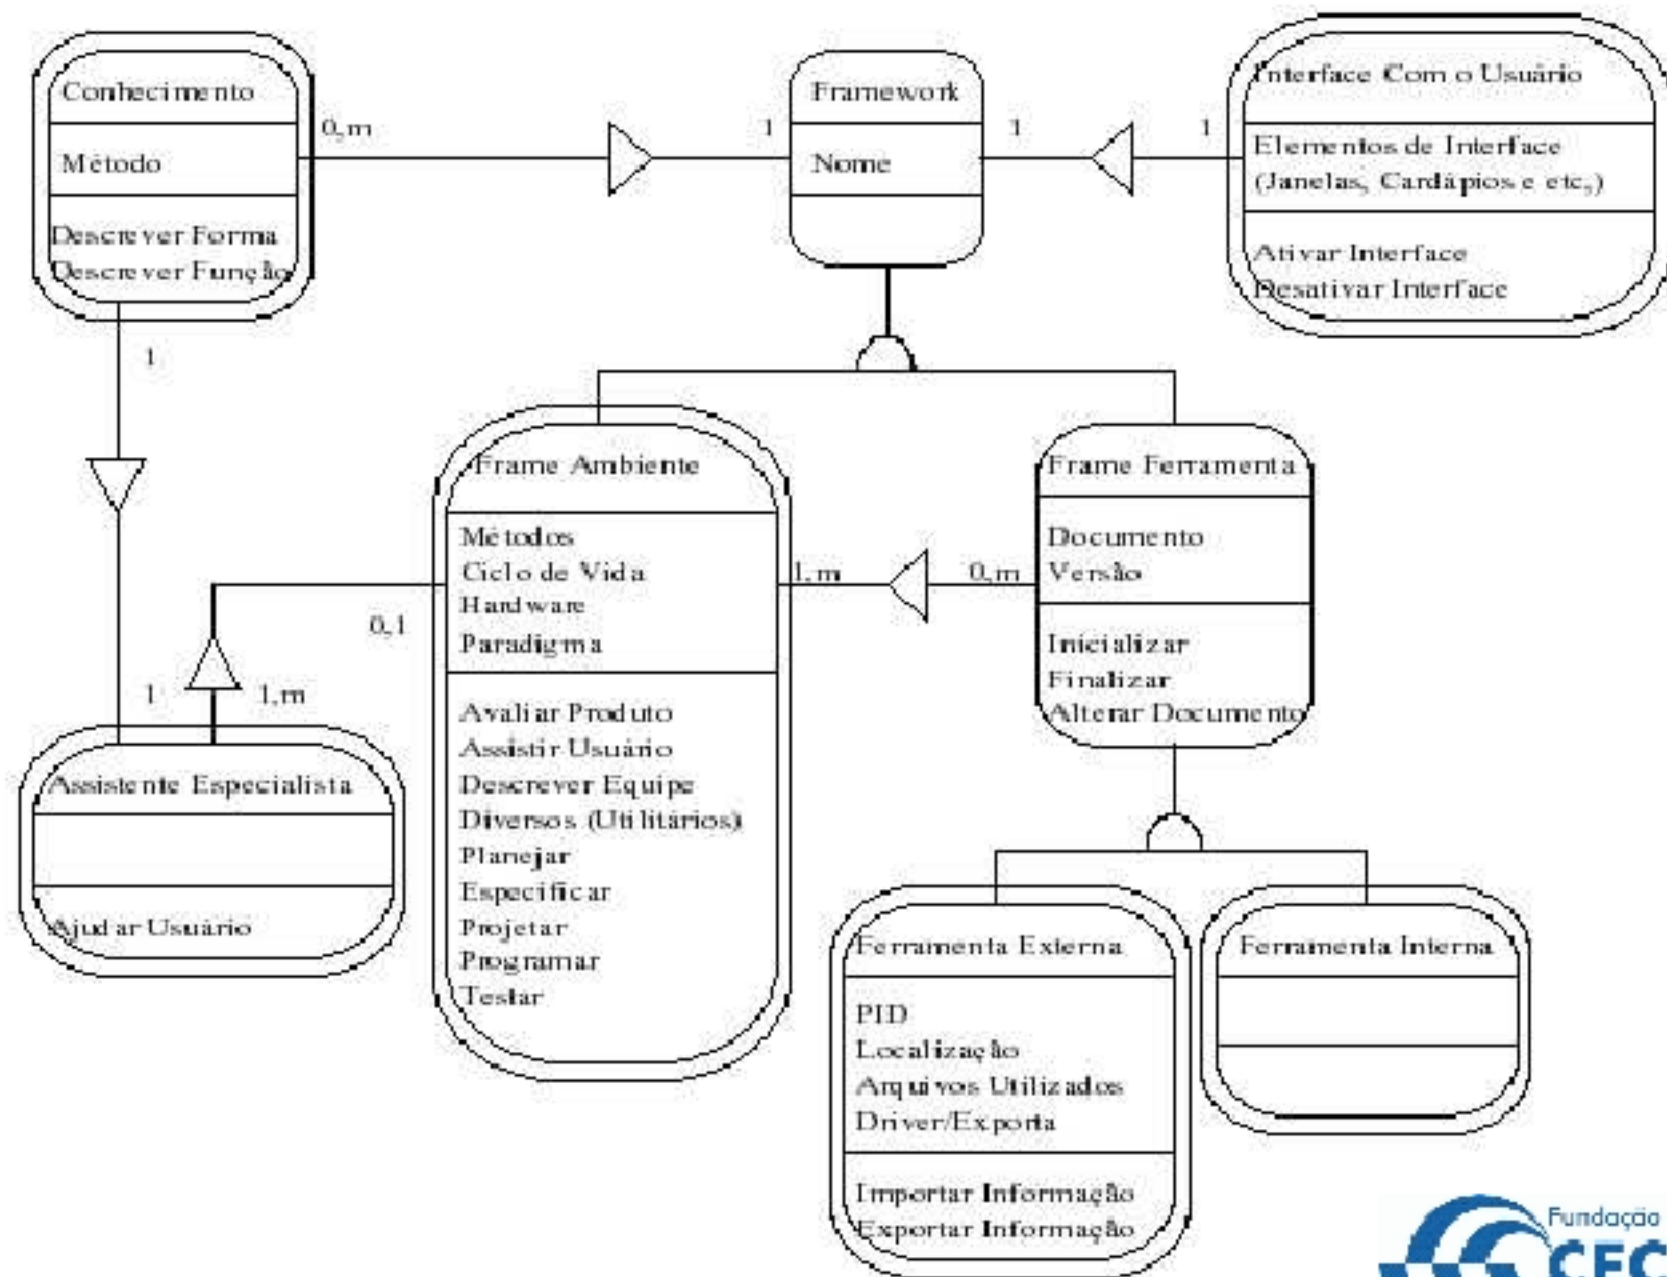 Conhecimento
Método
Descrever Forma
Descrever Função
0,m
1
Framework
Nome
1
1
Interface Com o Usuário
Elementos de Interface
(Janelas, Cardápios e etc,)
Ativar Interface
Desativar Interface
1
Frame Ambiente
Métodos
Ciclo de Vida
Hardware
Paradigma
Avaliar Produto
Assistir Usuário
Descrever Equipe
Diversos (Utilitários)
Planejar
Especificar
Projetar
Programar
Testar
1,m
0,m
Frame Ferramenta
Documento
Versão
Inicializar
Finalizar
Alterar Documento
0,1
1
1,m
Assistente Especialista
Ajudar Usuário
Ferramenta Externa
PID
Localização
Arquivos Utilizados
Driver/Exporta
Importar Informação
Exportar Informação
Ferramenta Interna
Fundação